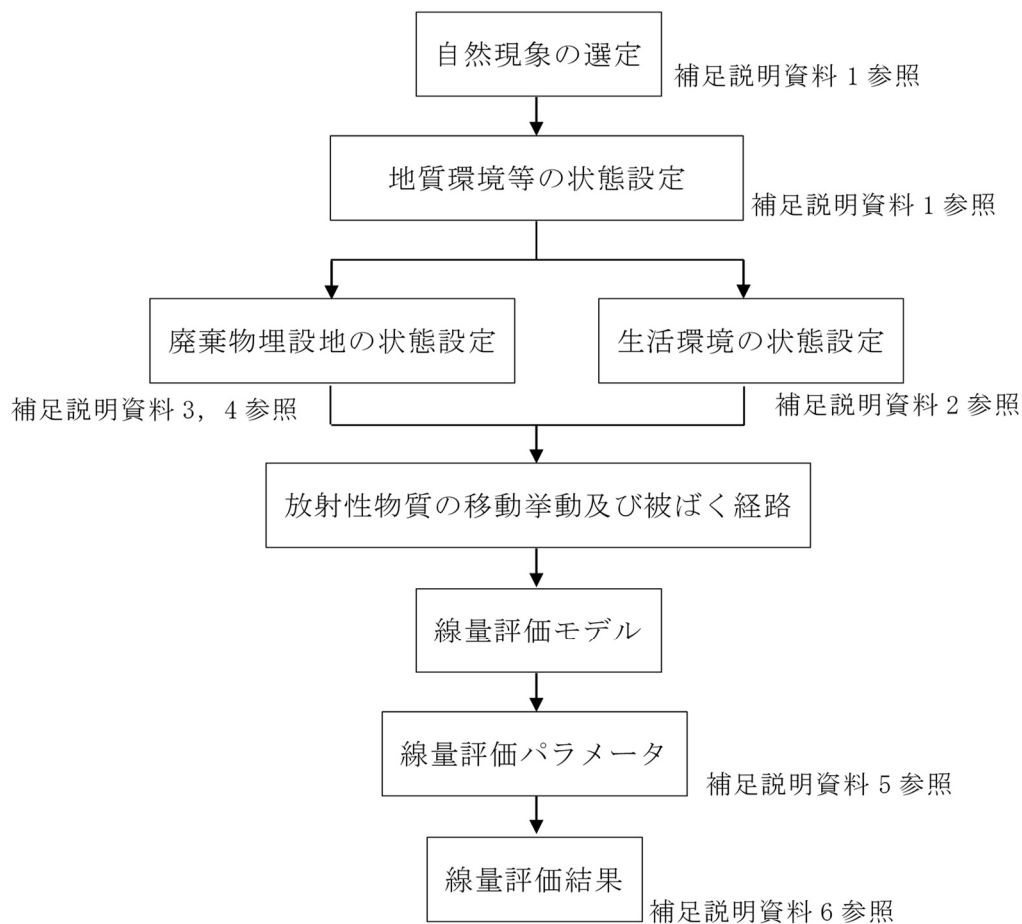 自然現象の選定
補足説明資料1参照
地質環境等の状態設定
補足説明資料1参照
廃棄物埋設地の状態設定
生活環境の状態設定
補足説明資料3, 4参照
補足説明資料2参照
放射性物質の移動挙動及び被ばく経路
線量評価モデル
線量評価パラメータ
補足説明資料5参照
線量評価結果
補足説明資料6参照